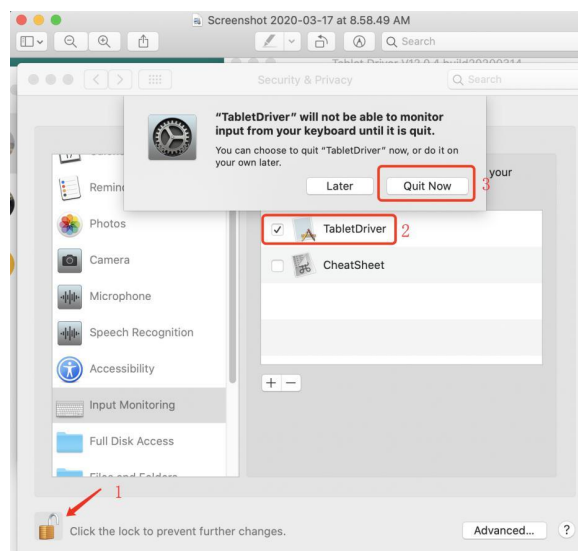 Screenshot 2020-03-17 at 8.58.49 AM
Search
Security & Privacy
Search
"TabletDriver" will not be able to monitor
input from your keyboard until it is quit.
You can choose to quit "TabletDriver" now, or do it on
your own later.
Later
Quit Now
3
your
Photos
Camera
Microphone
Speech Recognition
Accessibility
Input Monitoring
Full Disk Access
Files and Folders
TabletDriver
2
CheatSheet
+ −
1
Click the lock to prevent further changes.
Advanced...
?